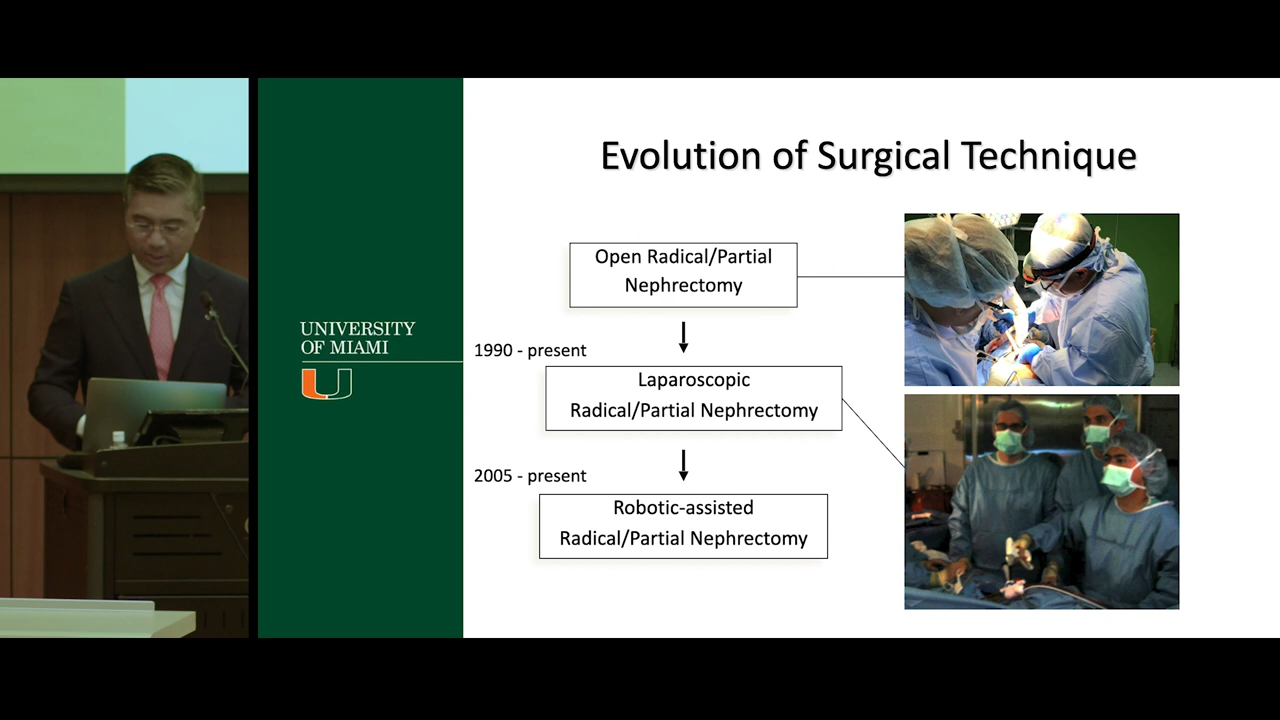 UNIVERSITY
OF MIAMI
Evolution of Surgical Technique
Open Radical/Partial
Nephrectomy
1990 - present
Laparoscopic
Radical/Partial Nephrectomy
2005 - present
Robotic-assisted
Radical/Partial Nephrectomy